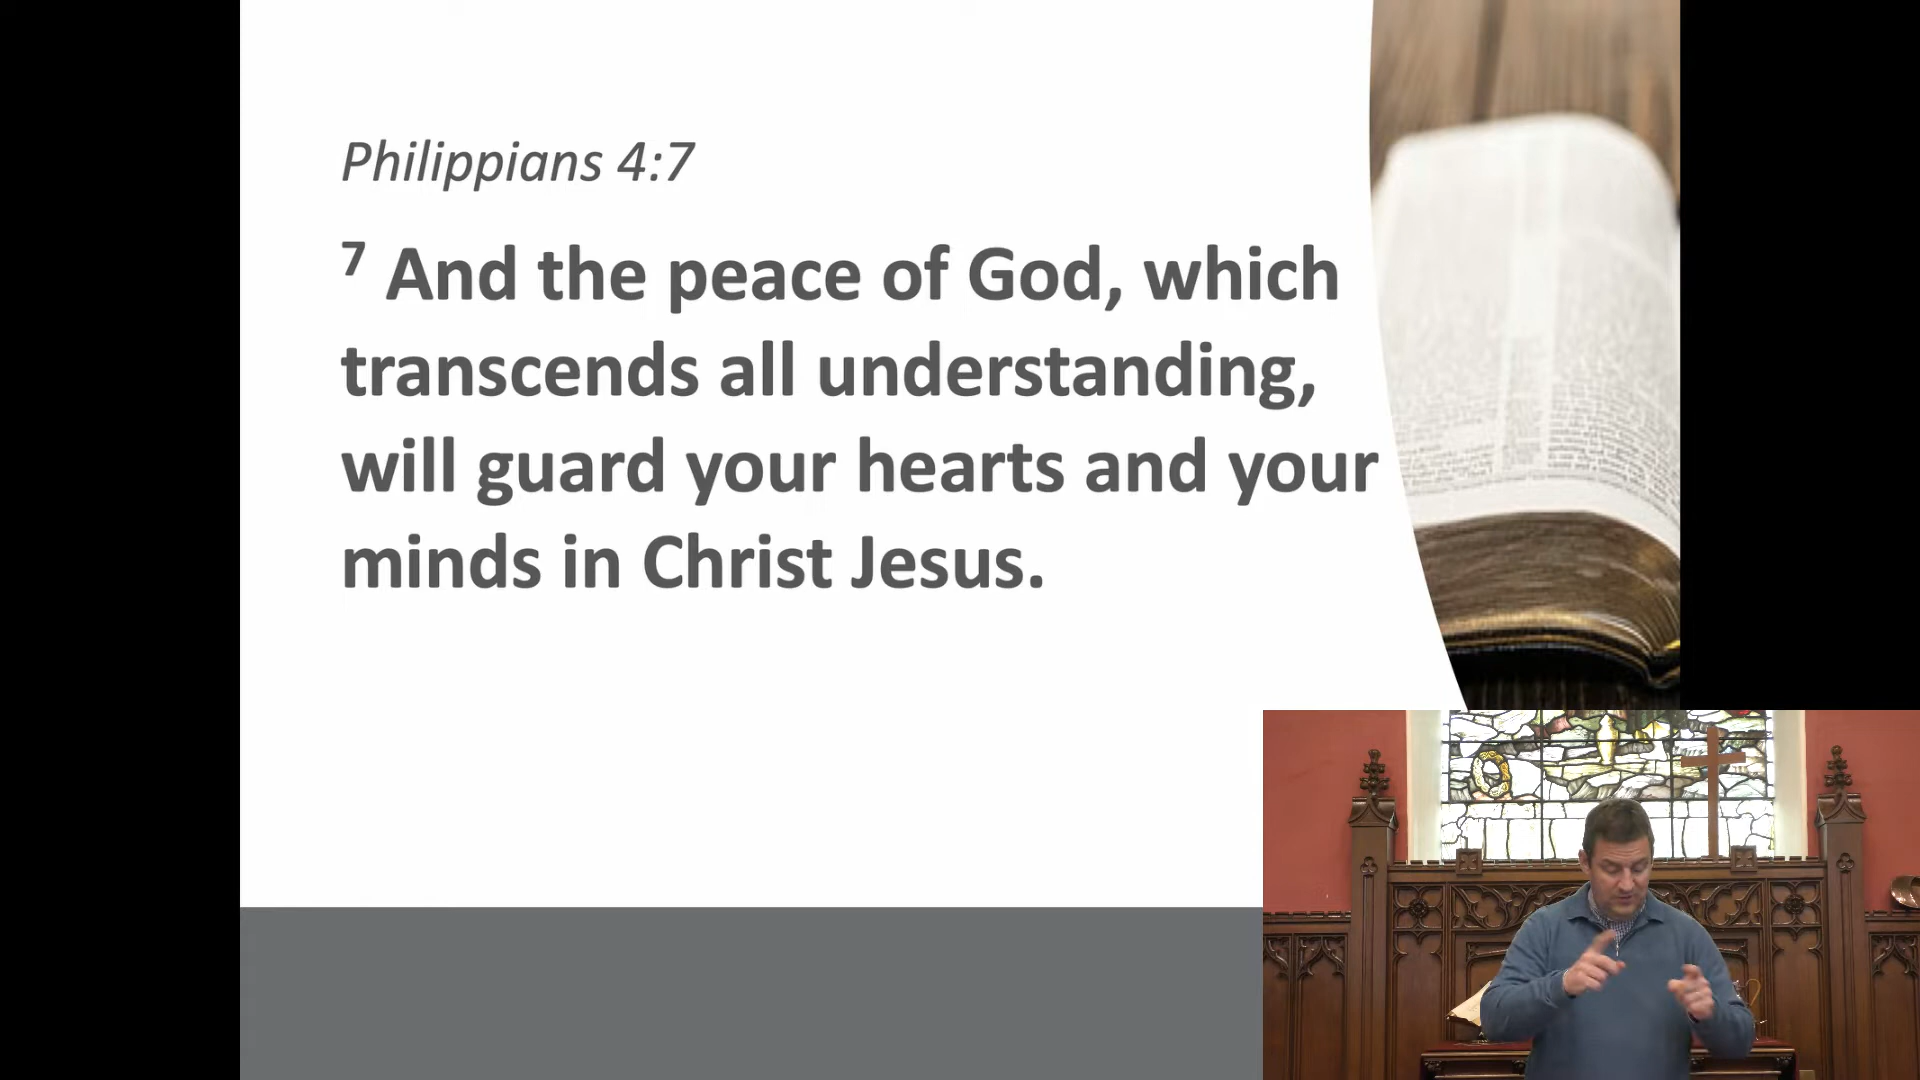 Philippians 4:7
7 And the peace of God, which
transcends all understanding,
will guard your hearts and your
minds in Christ Jesus.